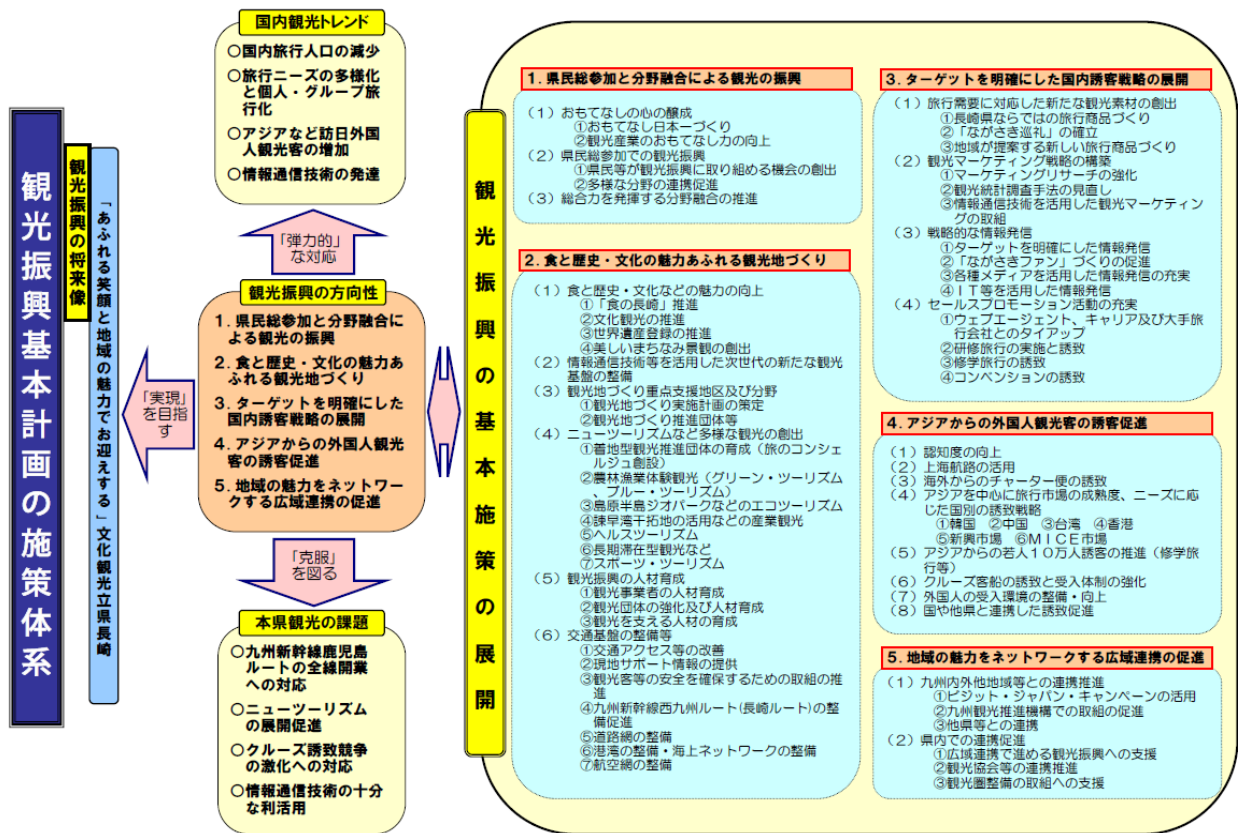 観光振興基本計画の施策体系
観光振興の将来像
「あふれる笑顔と地域の魅力でお迎えする」文化観光立県長崎
国内観光トレンド
○国内旅行人口の減少
○旅行ニーズの多様化
と個人・グループ旅
行化
○アジアなど訪日外国
人観光客の増加
○情報通信技術の発達
「弾力的」
な対応
観光振興の方向性
1. 県民総参加と分野融合に
よる観光の振興
2. 食と歴史・文化の魅力あ
ふれる観光地づくり
3. ターゲットを明確にした
国内誘客戦略の展開
4. アジアからの外国人観光
客の誘客促進
5. 地域の魅力をネットワー
クする広域連携の促進
「実現」
を目指
す
「克服」
を図る
本県観光の課題
○九州新幹線鹿児島
ルートの全線開業
への対応
○ニューツーリズム
の展開促進
○クルーズ誘致競争
の激化への対応
○情報通信技術の十分
な利活用
観光振興の基本施策の展開
1. 県民総参加と分野融合による観光の振興
(1)おもてなしの心の醸成
①おもてなし日本一づくり
②観光産業のおもてなし力の向上
(2)県民総参加での観光振興
①県民等が観光振興に取り組める機会の創出
②多様な分野の連携促進
(3)総合力を発揮する分野融合の推進
2. 食と歴史・文化の魅力あふれる観光地づくり
(1)食と歴史・文化などの魅力の向上
①「食の長崎」推進
②文化観光の推進
③世界遺産登録の推進
④美しいまちなみ景観の創出
(2)情報通信技術等を活用した次世代の新たな観光
基盤の整備
(3)観光地づくり重点支援地区及び分野
①観光地づくり実施計画の策定
②観光地づくり推進団体等
(4)ニューツーリズムなど多様な観光の創出
①着地型観光推進団体の育成(旅のコンシェ
ルジュ創設)
②農林漁業体験観光(グリーン・ツーリズム
、ブルー・ツーリズム)
③島原半島ジオパークなどのエコツーリズム
④諫早湾干拓地の活用などの産業観光
⑤ヘルスツーリズム
⑥長期滞在型観光など
⑦スポーツ・ツーリズム
(5)観光振興の人材育成
①観光事業者の人材育成
②観光団体の強化及び人材育成
③観光を支える人材の育成
(6)交通基盤の整備等
①交通アクセス等の改善
②現地サポート情報の提供
③観光客等の安全を確保するための取組の推
進
④九州新幹線西九州ルート(長崎ルート)の整
備促進
⑤道路網の整備
⑥港湾の整備・海上ネットワークの整備
⑦航空網の整備
3. ターゲットを明確にした国内誘客戦略の展開
(1)旅行需要に対応した新たな観光素材の創出
①長崎県ならではの旅行商品づくり
②「ながさき巡礼」の確立
③地域が提案する新しい旅行商品づくり
(2)観光マーケティング戦略の構築
①マーケティングリサーチの強化
②観光統計調査手法の見直し
③情報通信技術を活用した観光マーケティン
グの取組
(3)戦略的な情報発信
①ターゲットを明確にした情報発信
②「ながさきファン」づくりの促進
③各種メディアを活用した情報発信の充実
④IT等を活用した情報発信
(4)セールスプロモーション活動の充実
①ウェブエージェント、キャリア及び大手旅
行会社とのタイアップ
②研修旅行の実施と誘致
③修学旅行の誘致
④コンベンションの誘致
4. アジアからの外国人観光客の誘客促進
(1)認知度の向上
(2)上海航路の活用
(3)海外からのチャーター便の誘致
(4)アジアを中心に旅行市場の成熟度、ニーズに応
じた国別の誘致戦略
①韓国 ②中国 ③台湾 ④香港
⑤新興市場 ⑥MICE市場
(5)アジアからの若人10万人誘客の推進(修学旅
行等)
(6)クルーズ客船の誘致と受入体制の強化
(7)外国人の受入環境の整備・向上
(8)国や他県と連携した誘致促進
5. 地域の魅力をネットワークする広域連携の促進
(1)九州内外他地域等との連携推進
①ビジット・ジャパン・キャンペーンの活用
②九州観光推進機構での取組の促進
③他県等との連携
(2)県内での連携促進
①広域連携で進める観光振興への支援
②観光協会等の連携推進
③観光圏整備の取組への支援